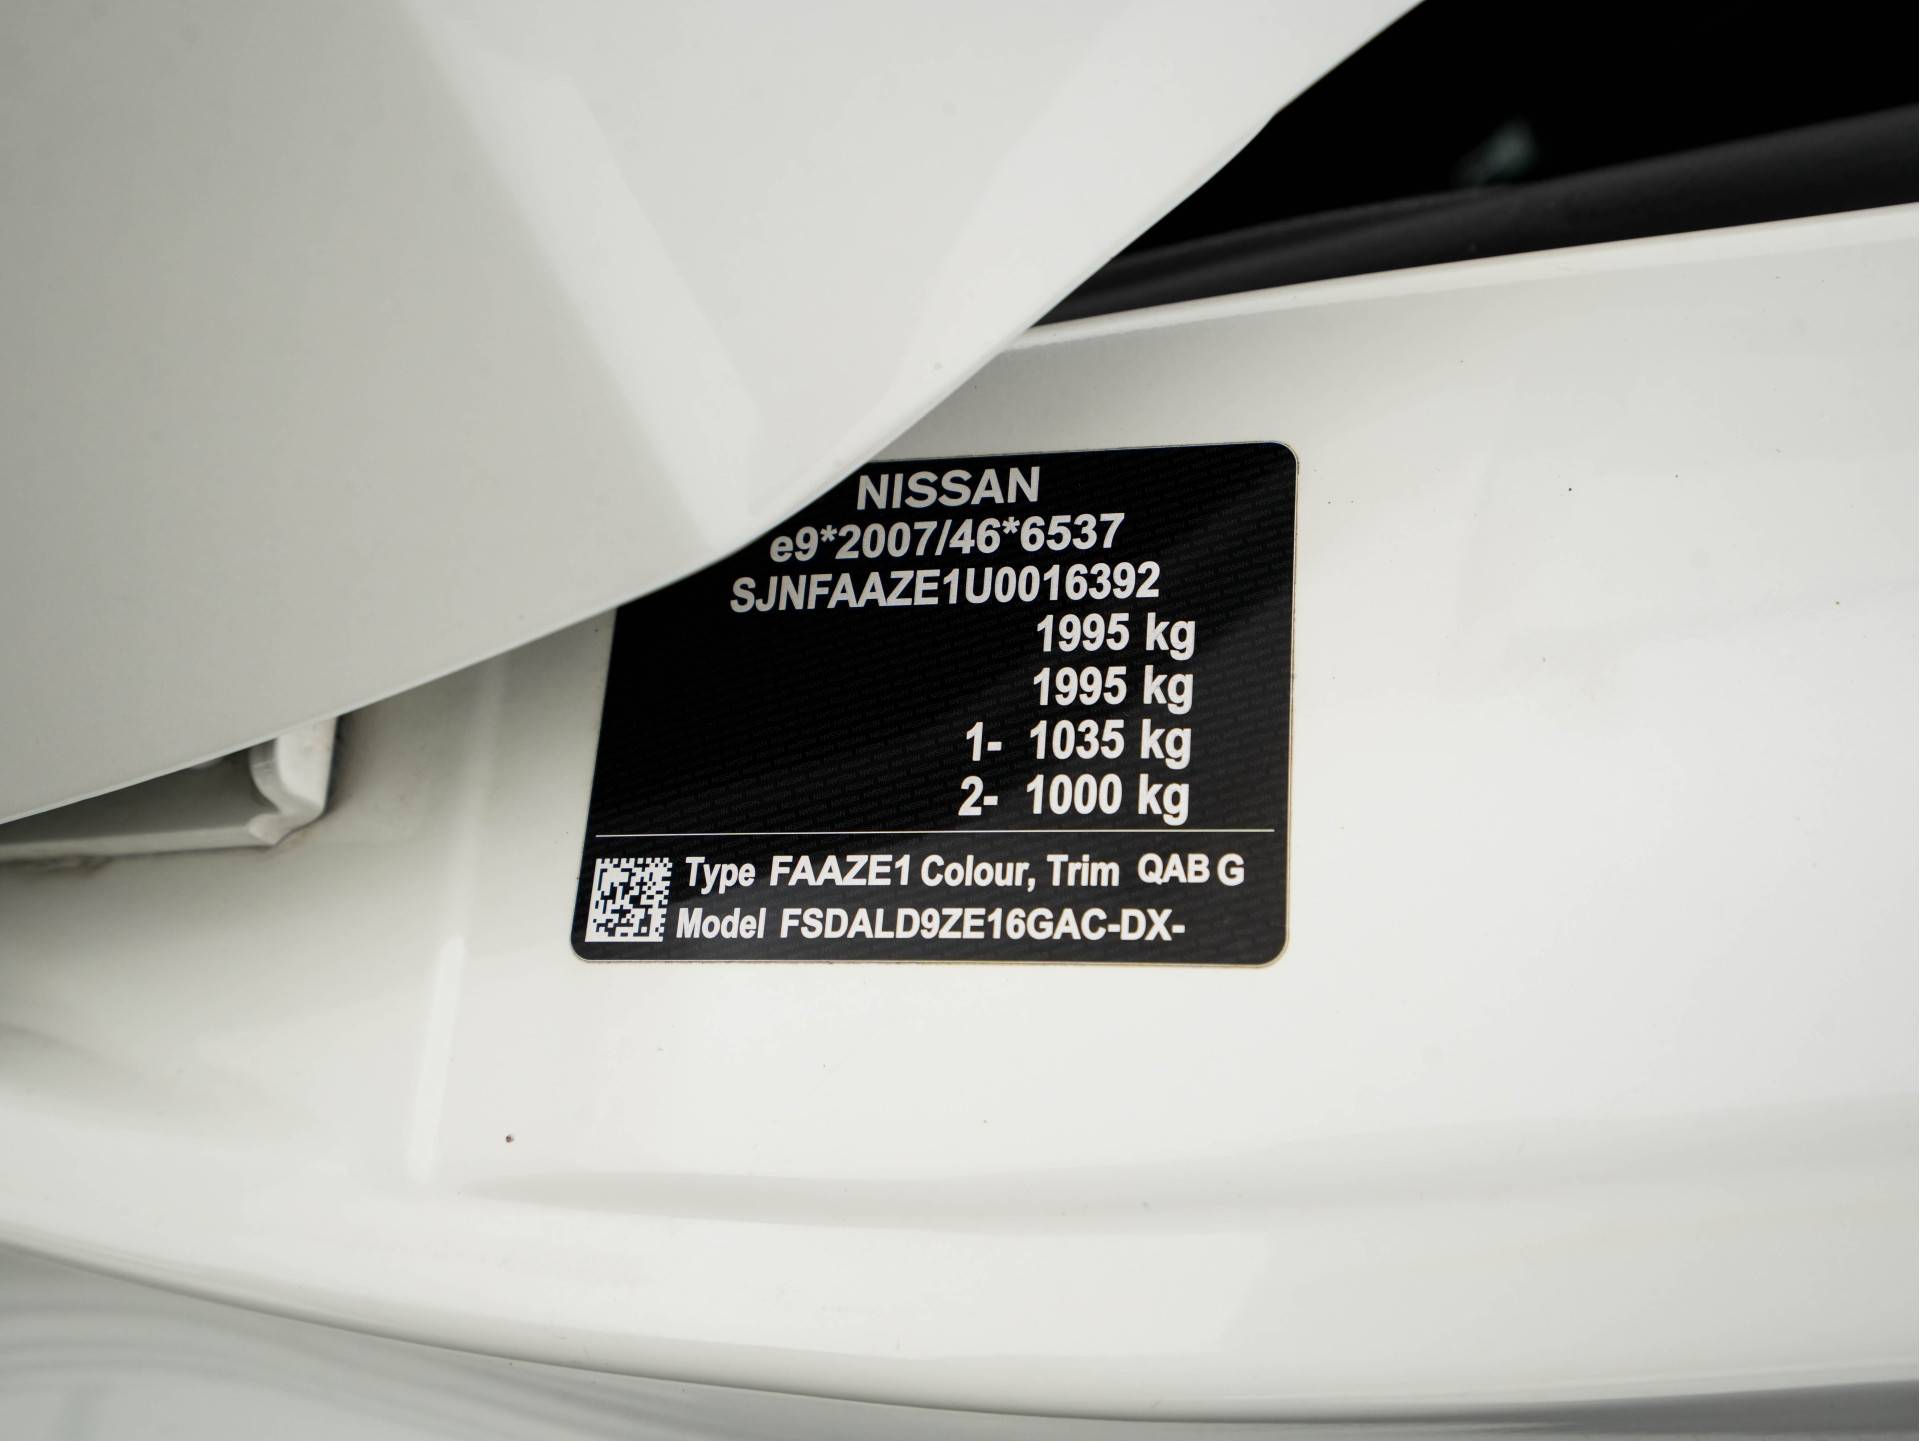 NISSAN
e9*2007/46*6537
SJNFAAZE1U0016392
1995 kg
1995 kg
1- 1035 kg
2- 1000 kg
Type FAAZE1 Colour, Trim QAB G
Model FSDALD9ZE16GAC-DX-